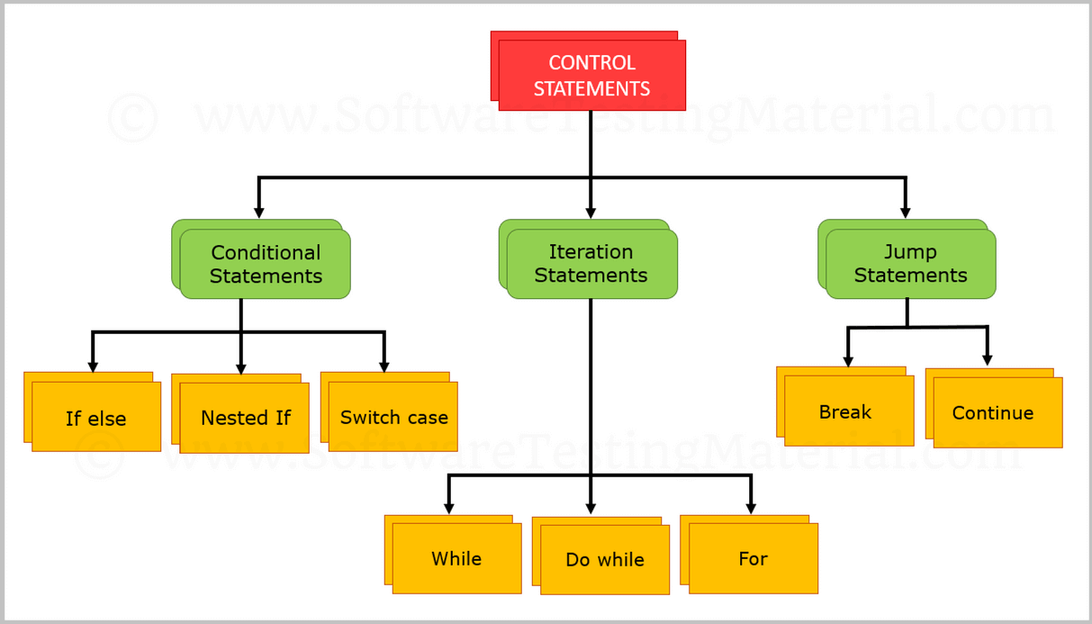 CONTROL
STATEMENTS
© www.SoftwareTestingMaterial.com
Conditional
Statements
Iteration
Statements
Jump
Statements
If else
Nested If
Switch case
Break
Continue
© www.SoftwareTestingMaterial.com
While
Do while
For